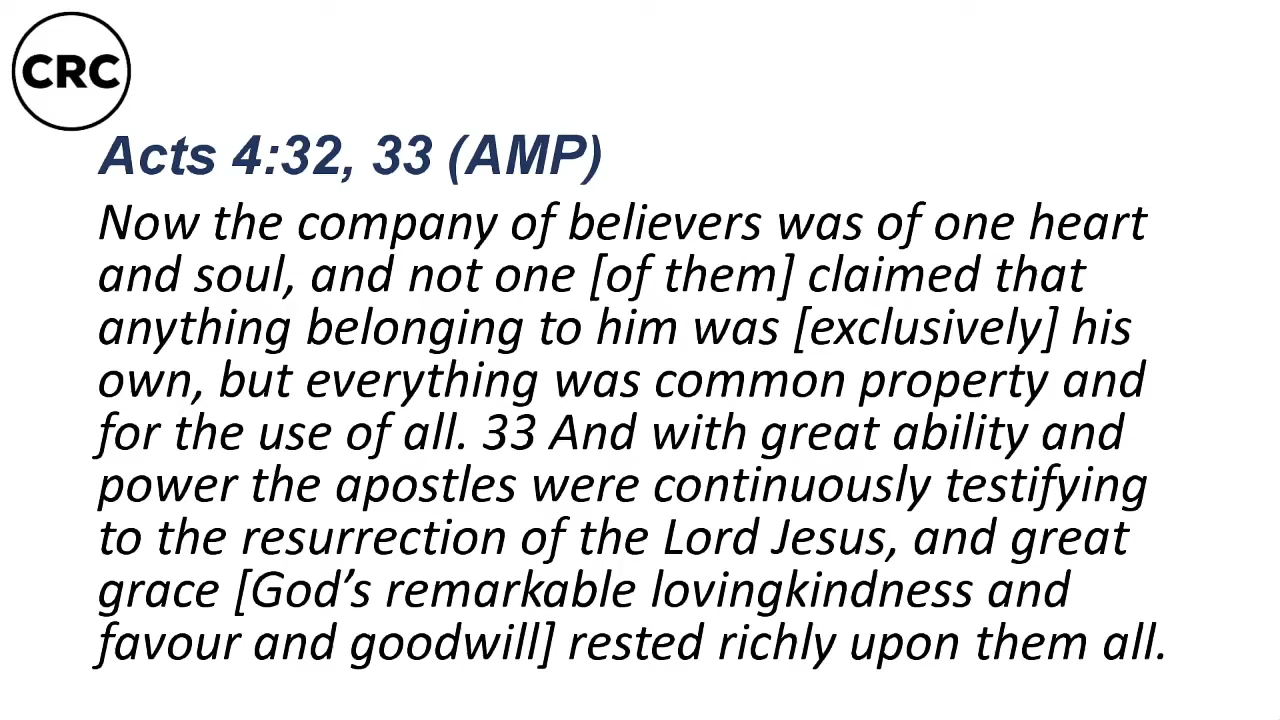 CRC
Acts 4:32, 33 (AMP)
Now the company of believers was of one heart
and soul, and not one [of them] claimed that
anything belonging to him was [exclusively] his
own, but everything was common property and
for the use of all. 33 And with great ability and
power the apostles were continuously testifying
to the resurrection of the Lord Jesus, and great
grace [God’s remarkable lovingkindness and
favour and goodwill] rested richly upon them all.